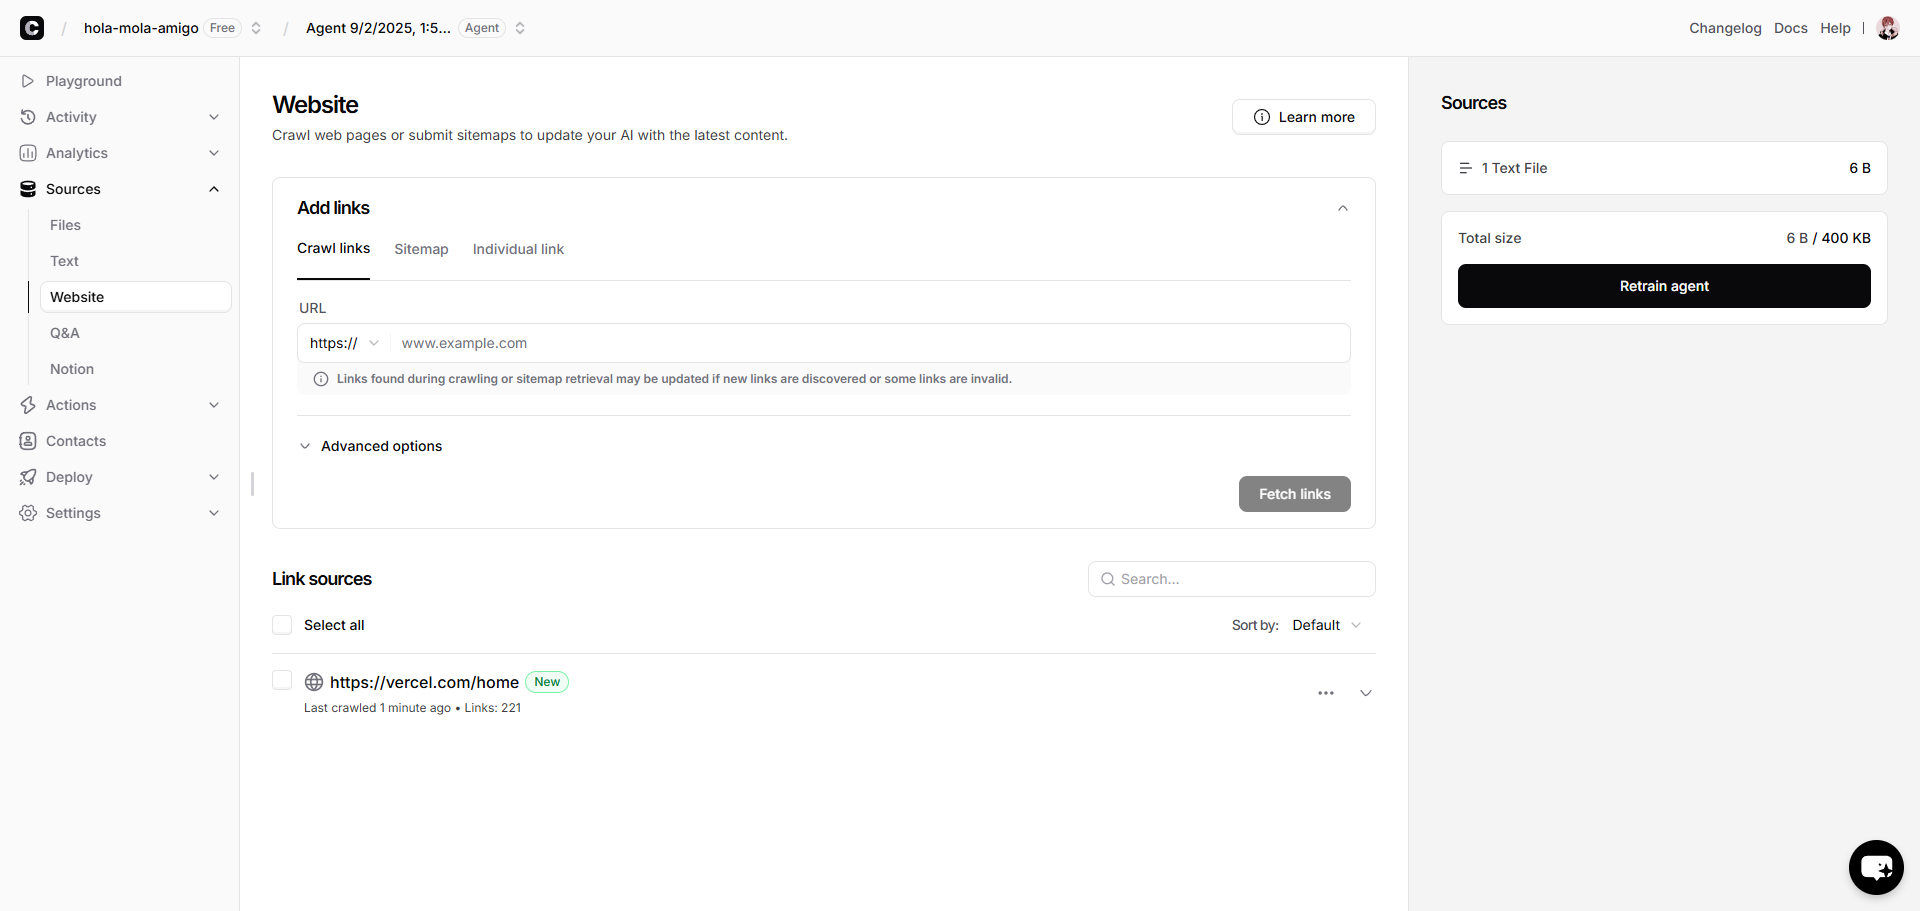 C / hola-mola-amigo Free / Agent 9/2/2025, 1:5... Agent
Changelog Docs Help |
Playground
Activity
Analytics
Sources
Files
Text
Website
Q&A
Notion
Actions
Contacts
Deploy
Settings
Website
Crawl web pages or submit sitemaps to update your AI with the latest content.
Learn more
Add links
Crawl links Sitemap Individual link
URL
https:// www.example.com
Links found during crawling or sitemap retrieval may be updated if new links are discovered or some links are invalid.
Advanced options
Fetch links
Link sources
Search...
Select all
Sort by: Default
https://vercel.com/home New
Last crawled 1 minute ago • Links: 221
Sources
1 Text File 6 B
Total size 6 B / 400 KB
Retrain agent